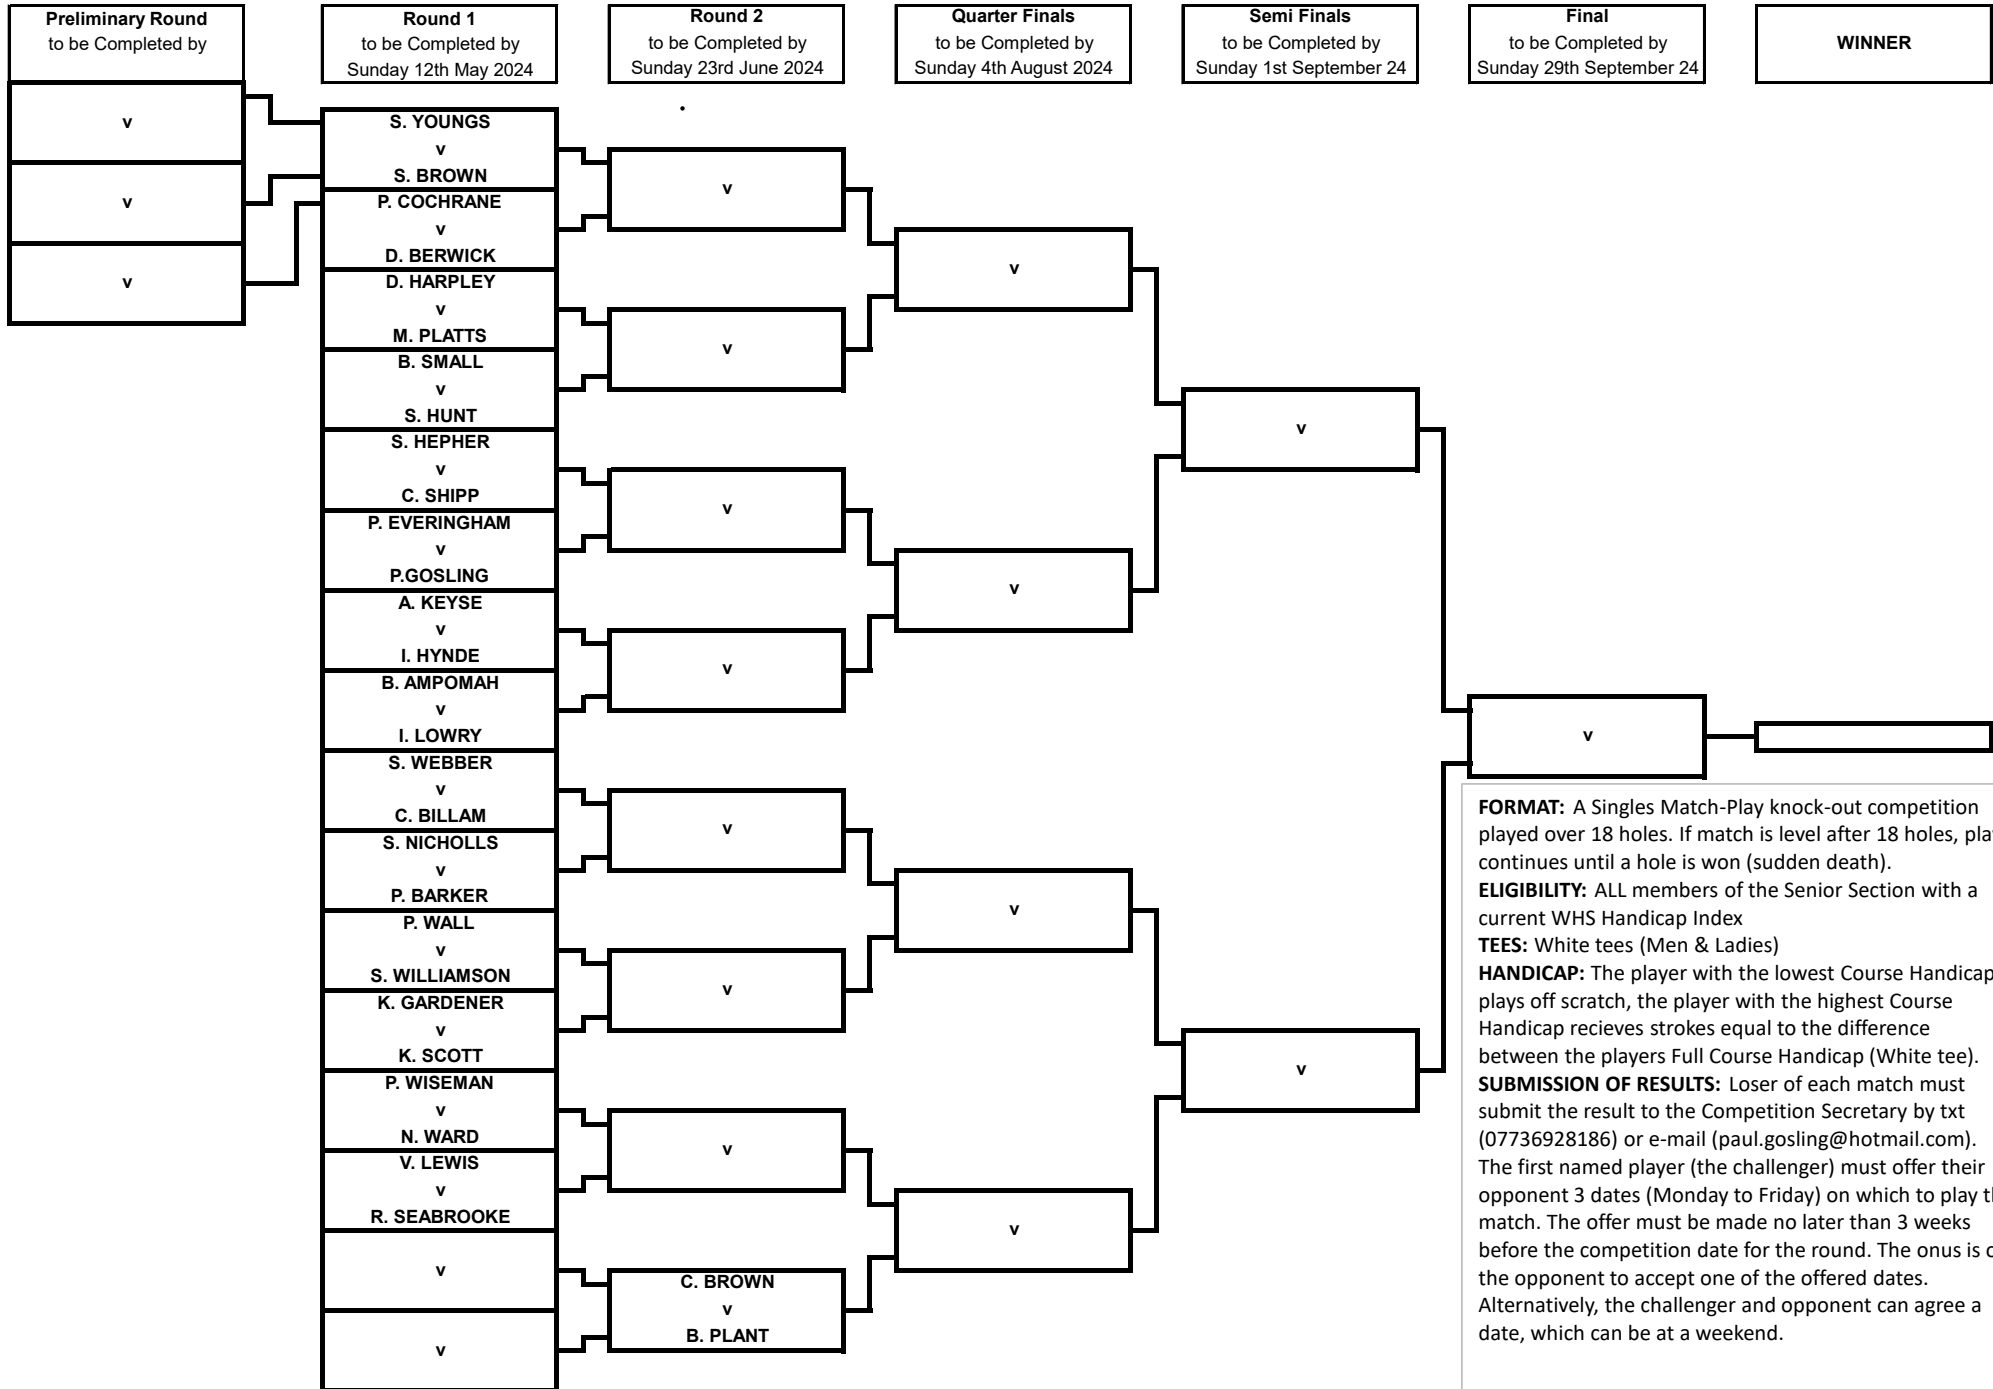 Preliminary Round
to be Completed by
Round 1
to be Completed by
Sunday 12th May 2024
Round 2
to be Completed by
Sunday 23rd June 2024
Quarter Finals
to be Completed by
Sunday 4th August 2024
Semi Finals
to be Completed by
Sunday 1st September 24
Final
to be Completed by
Sunday 29th September 24
WINNER
v
v
v
S. YOUNGS
v
S. BROWN
P. COCHRANE
v
D. BERWICK
D. HARPLEY
v
M. PLATTS
B. SMALL
v
S. HUNT
S. HEPHER
v
C. SHIPP
P. EVERINGHAM
v
P.GOSLING
A. KEYSE
v
I. HYNDE
B. AMPOMAH
v
I. LOWRY
S. WEBBER
v
C. BILLAM
S. NICHOLLS
v
P. BARKER
P. WALL
v
S. WILLIAMSON
K. GARDENER
v
K. SCOTT
P. WISEMAN
v
N. WARD
V. LEWIS
v
R. SEABROOKE
v
v
v
v
v
v
v
v
v
C. BROWN
v
B. PLANT
v
v
v
v
v
v
v
FORMAT: A Singles Match-Play knock-out competition
played over 18 holes. If match is level after 18 holes,
continues until a hole is won (sudden death).
ELIGIBILITY: ALL members of the Senior Section with a
current WHS Handicap Index
TEES: White tees (Men & Ladies)
HANDICAP: The player with the lowest Course Handicap
plays off scratch, the player with the highest Course
Handicap recieves strokes equal to the difference
between the players Full Course Handicap (White tee).
SUBMISSION OF RESULTS: Loser of each match must
submit the result to the Competition Secretary by txt
(07736928186) or e-mail (paul.gosling@hotmail.com).
The first named player (the challenger) must offer their
opponent 3 dates (Monday to Friday) on which to play
match. The offer must be made no later than 3 weeks
before the competition date for the round. The onus is
the opponent to accept one of the offered dates.
Alternatively, the challenger and opponent can agree a
date, which can be at a weekend.